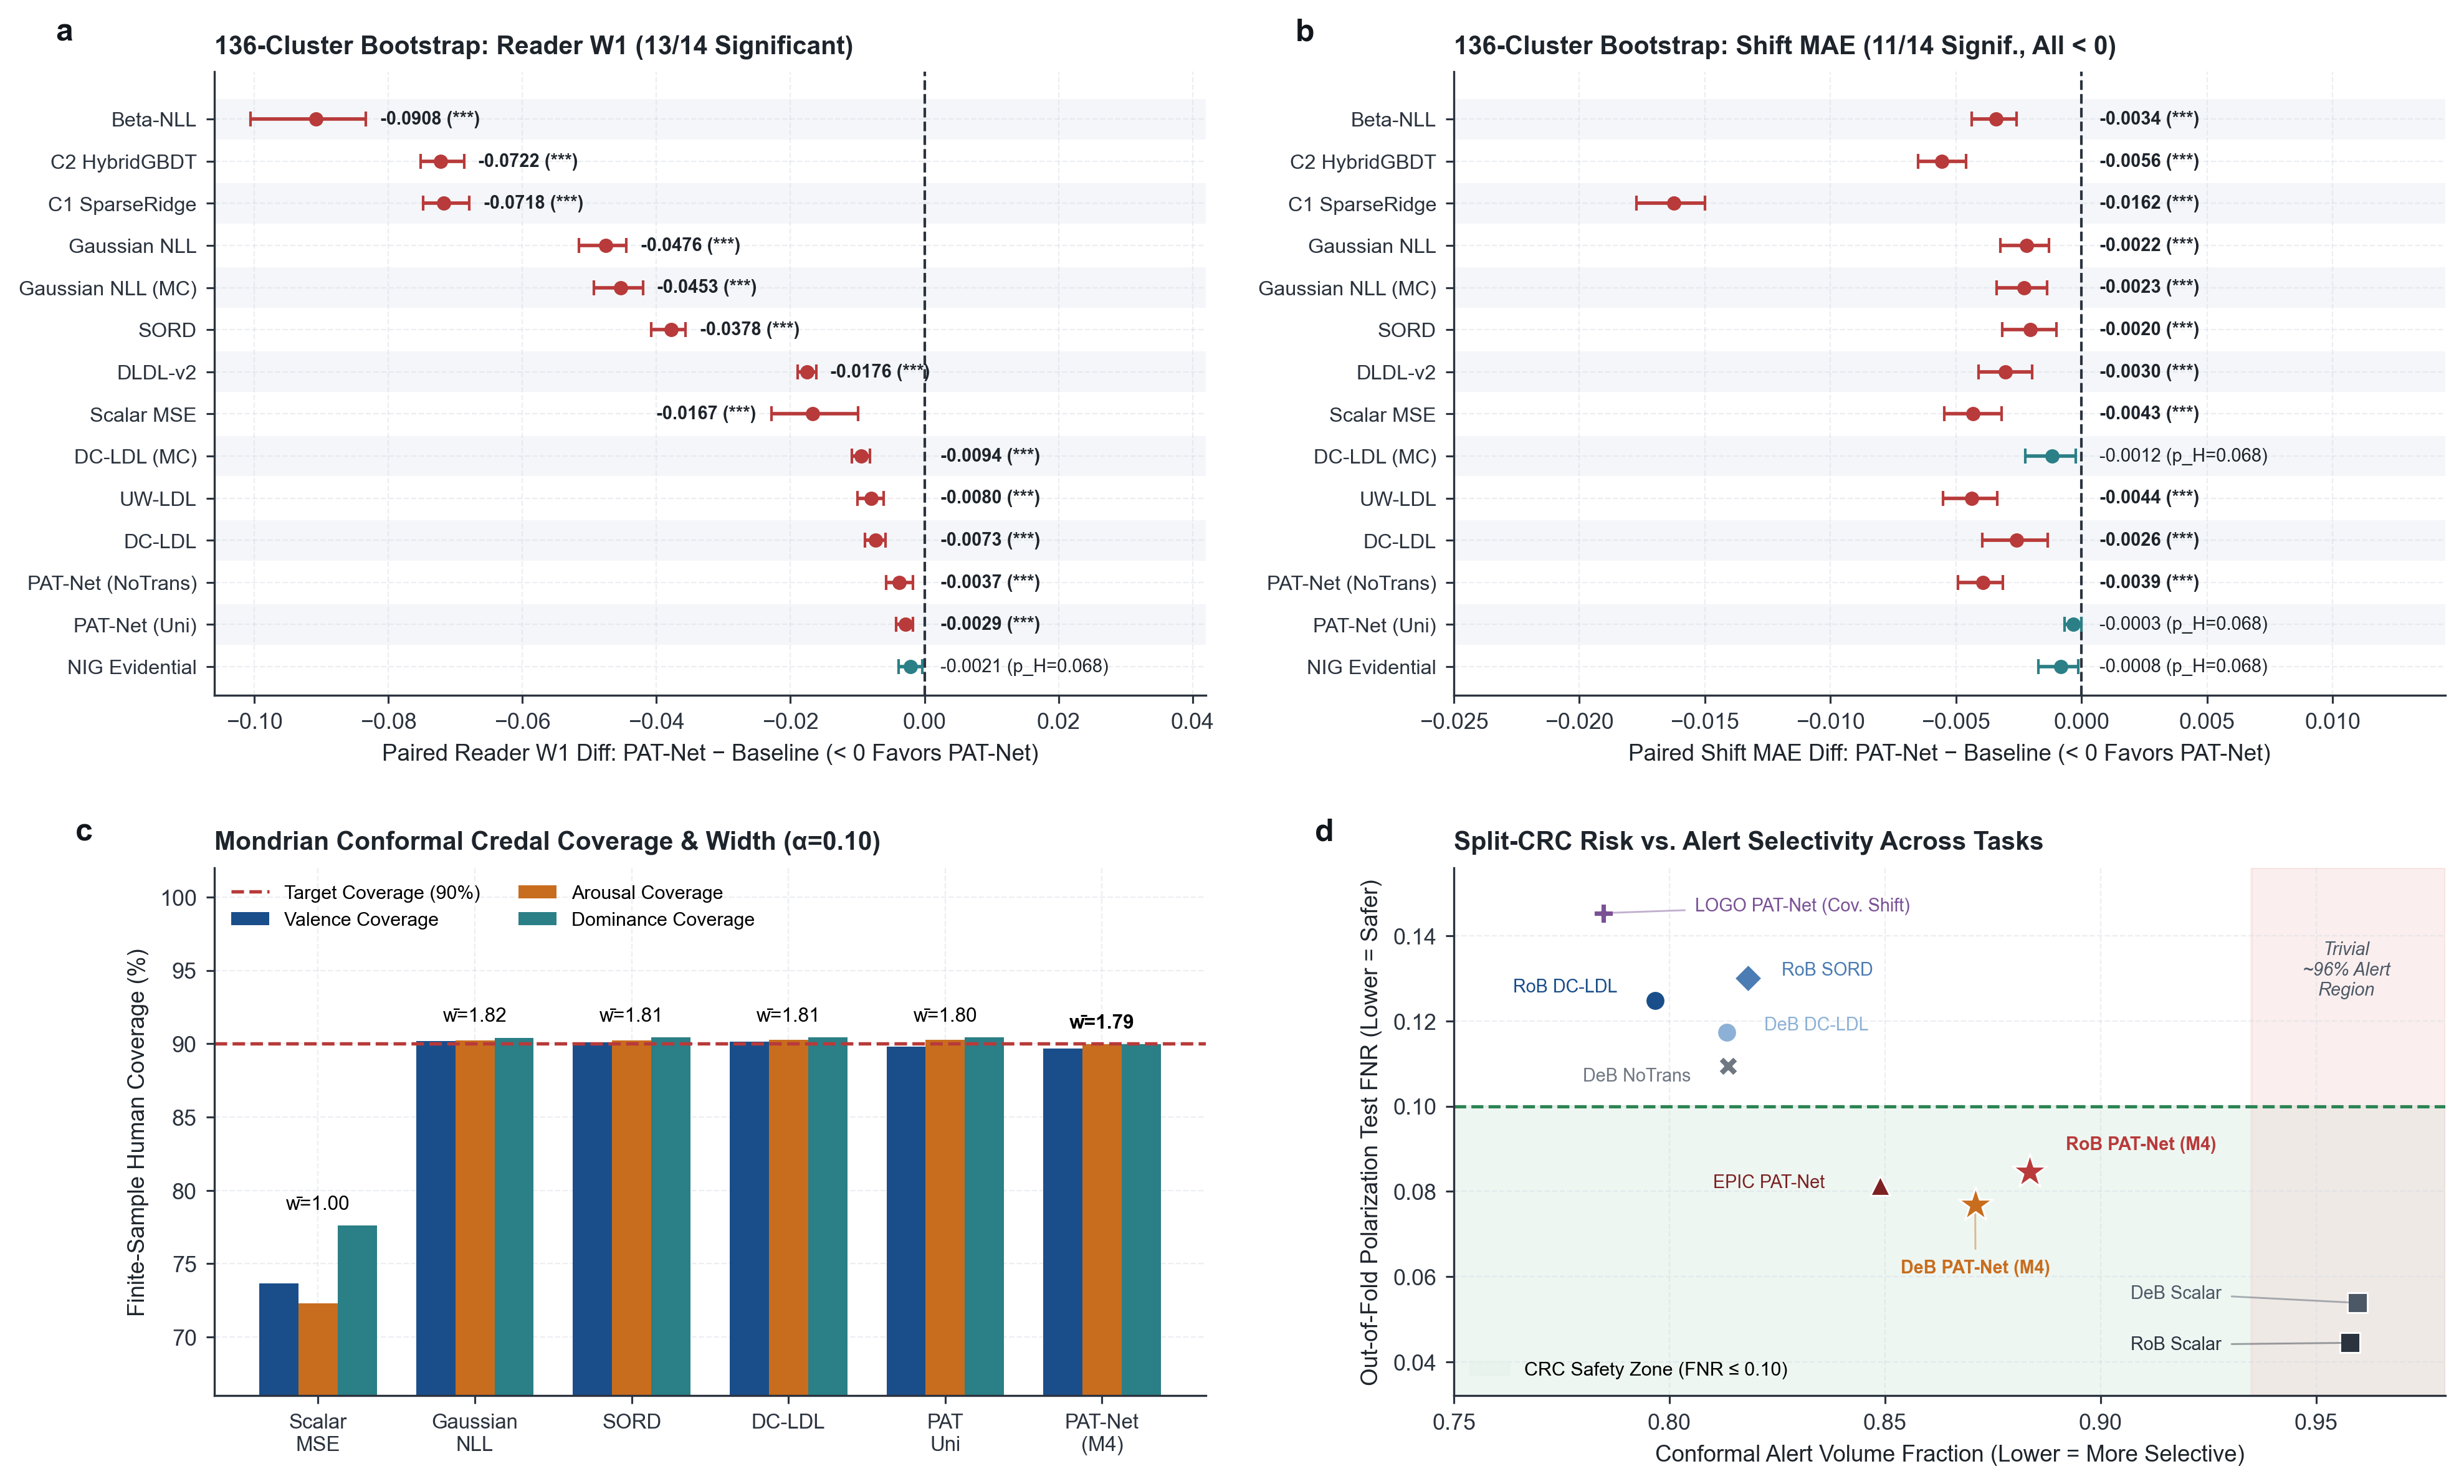 a
136-Cluster Bootstrap: Reader W1 (13/14 Significant)
Beta-NLL
-0.0908 (***)
C2 HybridGBDT
-0.0722 (***)
C1 SparseRidge
-0.0718 (***)
Gaussian NLL
-0.0476 (***)
Gaussian NLL (MC)
-0.0453 (***)
SORD
-0.0378 (***)
DLDL-v2
-0.0176 (***)
Scalar MSE
-0.0167 (***)
DC-LDL (MC)
-0.0094 (***)
UW-LDL
-0.0080 (***)
DC-LDL
-0.0073 (***)
PAT-Net (NoTrans)
-0.0037 (***)
PAT-Net (Uni)
-0.0029 (***)
NIG Evidential
-0.0021 (p_H=0.068)
−0.10 −0.08 −0.06 −0.04 −0.02 0.00 0.02 0.04
Paired Reader W1 Diff: PAT-Net − Baseline (< 0 Favors PAT-Net)
b
136-Cluster Bootstrap: Shift MAE (11/14 Signif., All < 0)
Beta-NLL
-0.0034 (***)
C2 HybridGBDT
-0.0056 (***)
C1 SparseRidge
-0.0162 (***)
Gaussian NLL
-0.0022 (***)
Gaussian NLL (MC)
-0.0023 (***)
SORD
-0.0020 (***)
DLDL-v2
-0.0030 (***)
Scalar MSE
-0.0043 (***)
DC-LDL (MC)
-0.0012 (p_H=0.068)
UW-LDL
-0.0044 (***)
DC-LDL
-0.0026 (***)
PAT-Net (NoTrans)
-0.0039 (***)
PAT-Net (Uni)
-0.0003 (p_H=0.068)
NIG Evidential
-0.0008 (p_H=0.068)
−0.025 −0.020 −0.015 −0.010 −0.005 0.000 0.005 0.010
Paired Shift MAE Diff: PAT-Net − Baseline (< 0 Favors PAT-Net)
c
Mondrian Conformal Credal Coverage & Width (α=0.10)
Target Coverage (90%)
Valence Coverage
Arousal Coverage
Dominance Coverage
Finite-Sample Human Coverage (%)
100
95
90
85
80
75
70
w̄=1.00
w̄=1.82
w̄=1.81
w̄=1.81
w̄=1.80
w̄=1.79
Scalar
MSE
Gaussian
NLL
SORD
DC-LDL
PAT
Uni
PAT-Net
(M4)
d
Split-CRC Risk vs. Alert Selectivity Across Tasks
Out-of-Fold Polarization Test FNR (Lower = Safer)
0.14
0.12
0.10
0.08
0.06
0.04
LOGO PAT-Net (Cov. Shift)
RoB SORD
RoB DC-LDL
DeB DC-LDL
DeB NoTrans
Trivial
~96% Alert
Region
RoB PAT-Net (M4)
EPIC PAT-Net
DeB PAT-Net (M4)
DeB Scalar
RoB Scalar
CRC Safety Zone (FNR ≤ 0.10)
0.75 0.80 0.85 0.90 0.95
Conformal Alert Volume Fraction (Lower = More Selective)